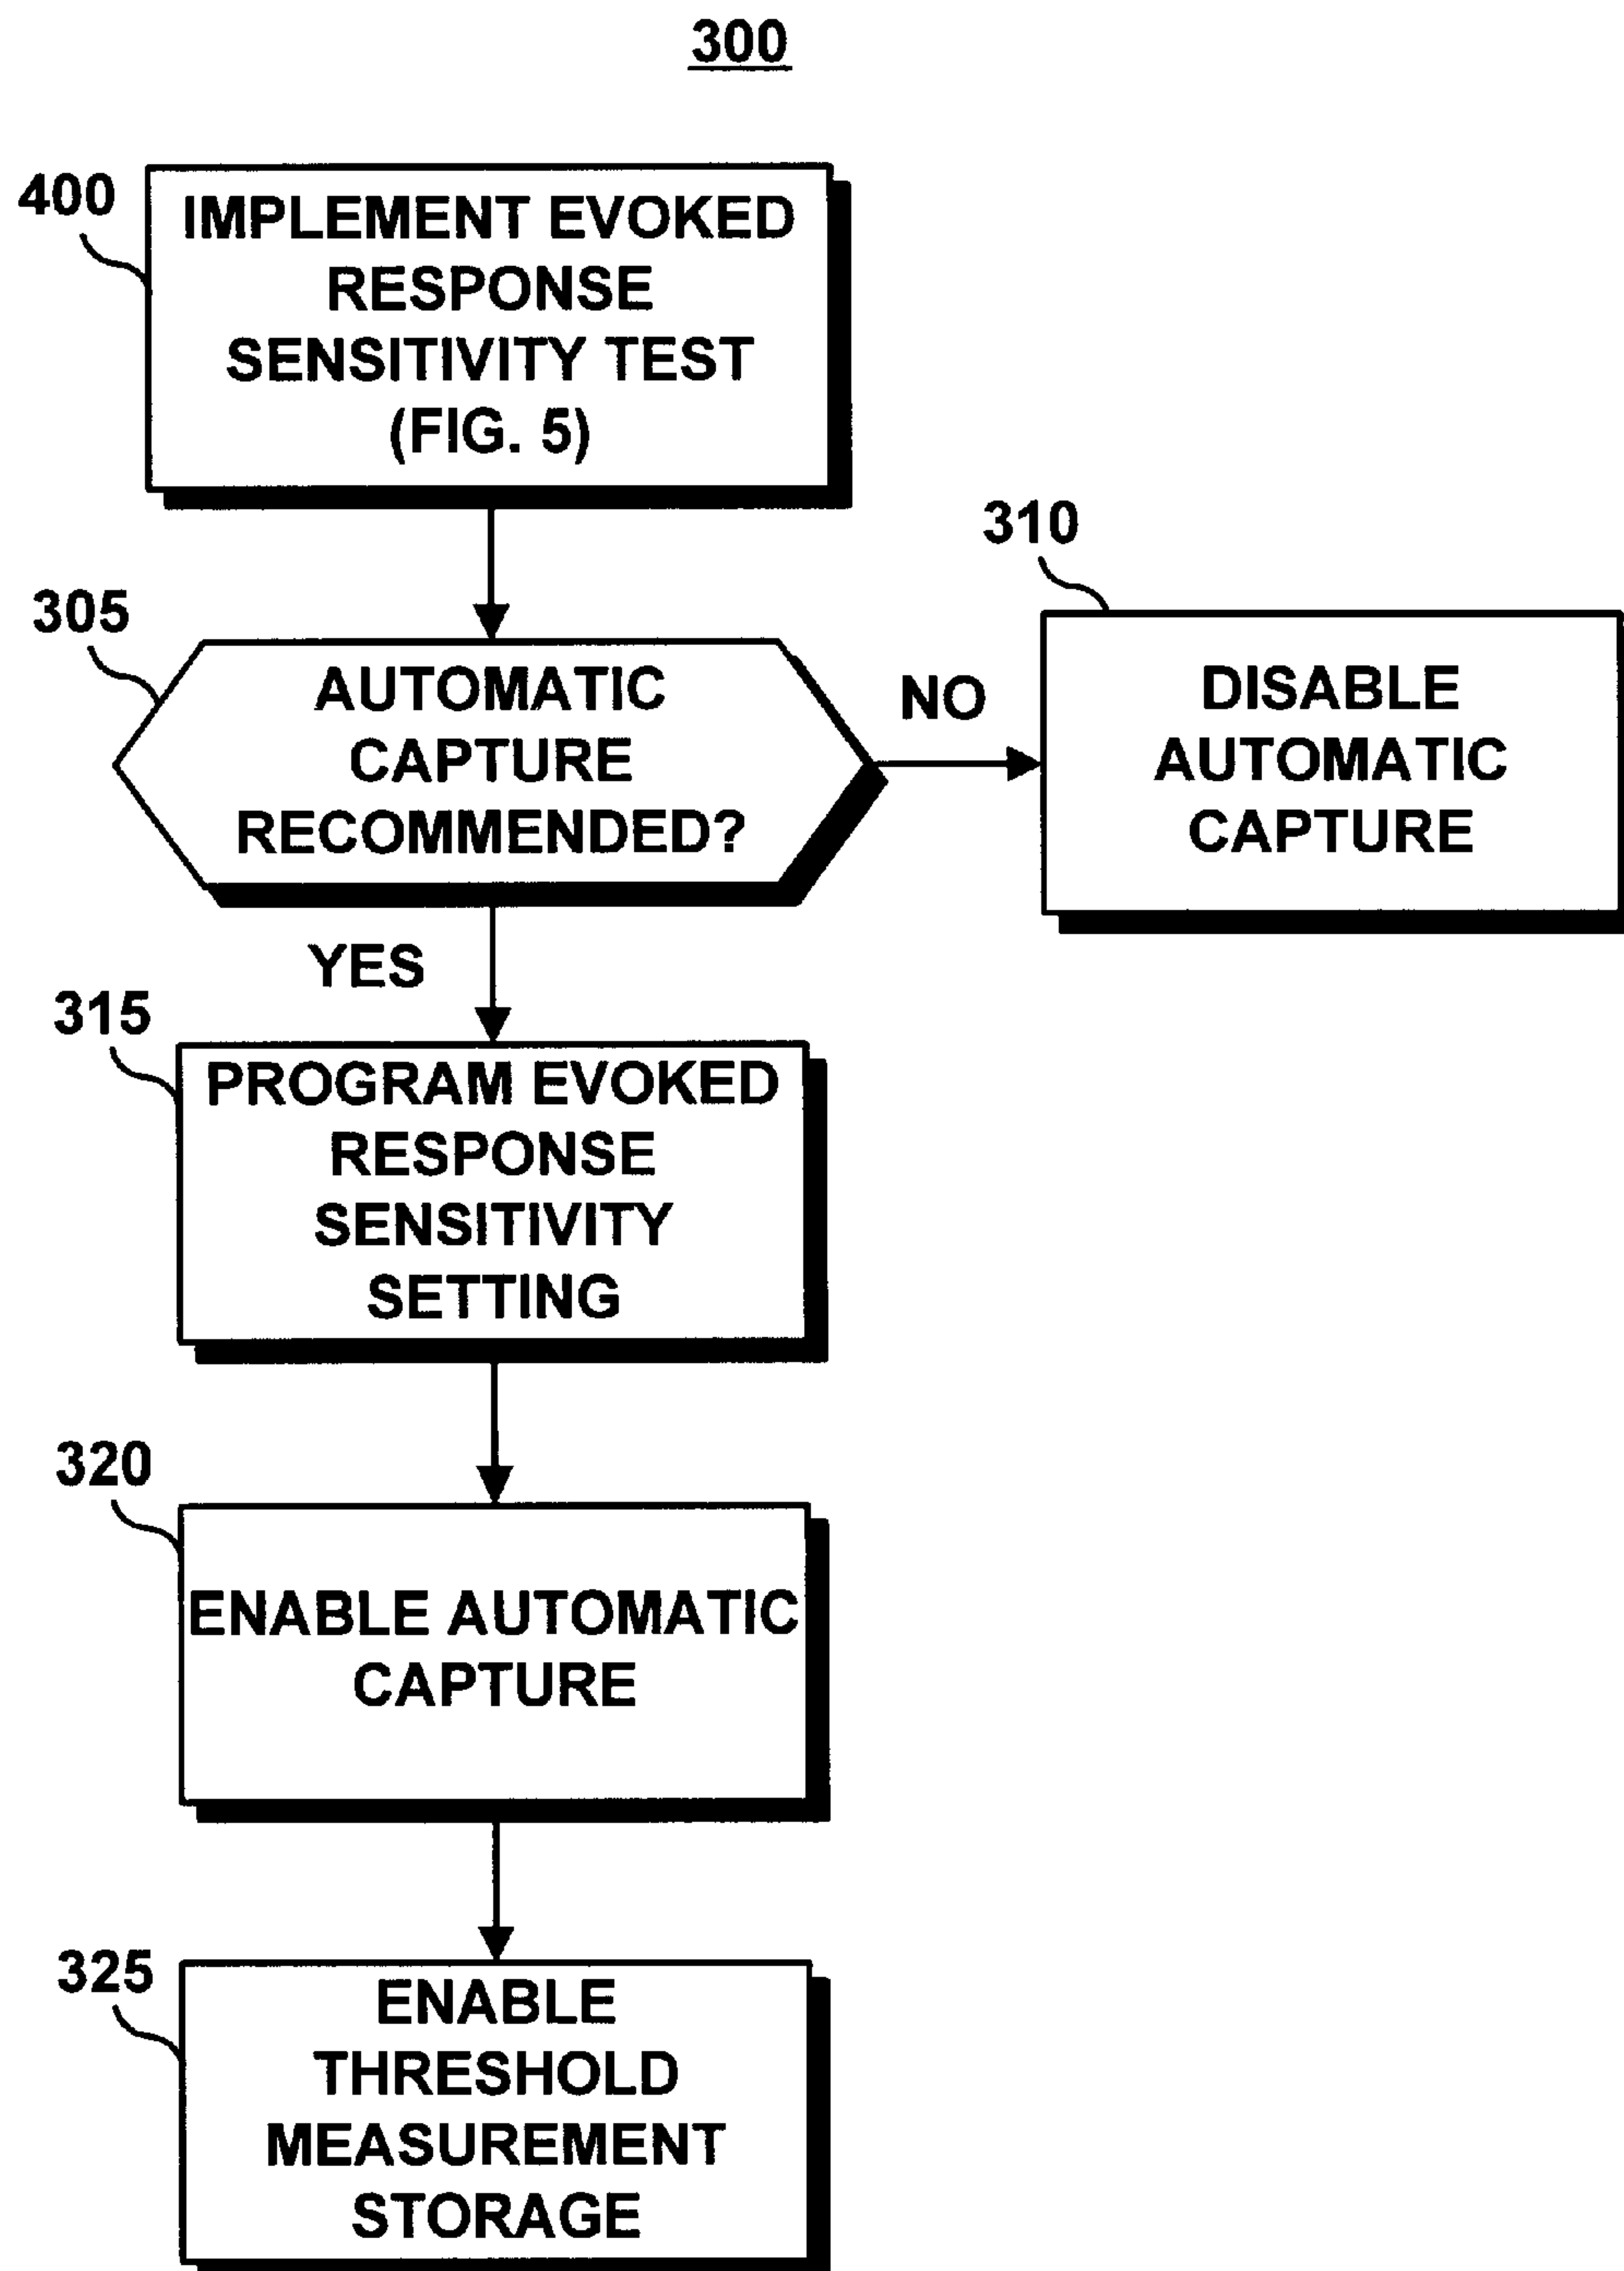 300
400
IMPLEMENT EVOKED
RESPONSE
SENSITIVITY TEST
(FIG. 5)
305
AUTOMATIC
CAPTURE
RECOMMENDED?
NO
310
DISABLE
AUTOMATIC
CAPTURE
YES
315
PROGRAM EVOKED
RESPONSE
SENSITIVITY
SETTING
320
ENABLE AUTOMATIC
CAPTURE
325
ENABLE
THRESHOLD
MEASUREMENT
STORAGE